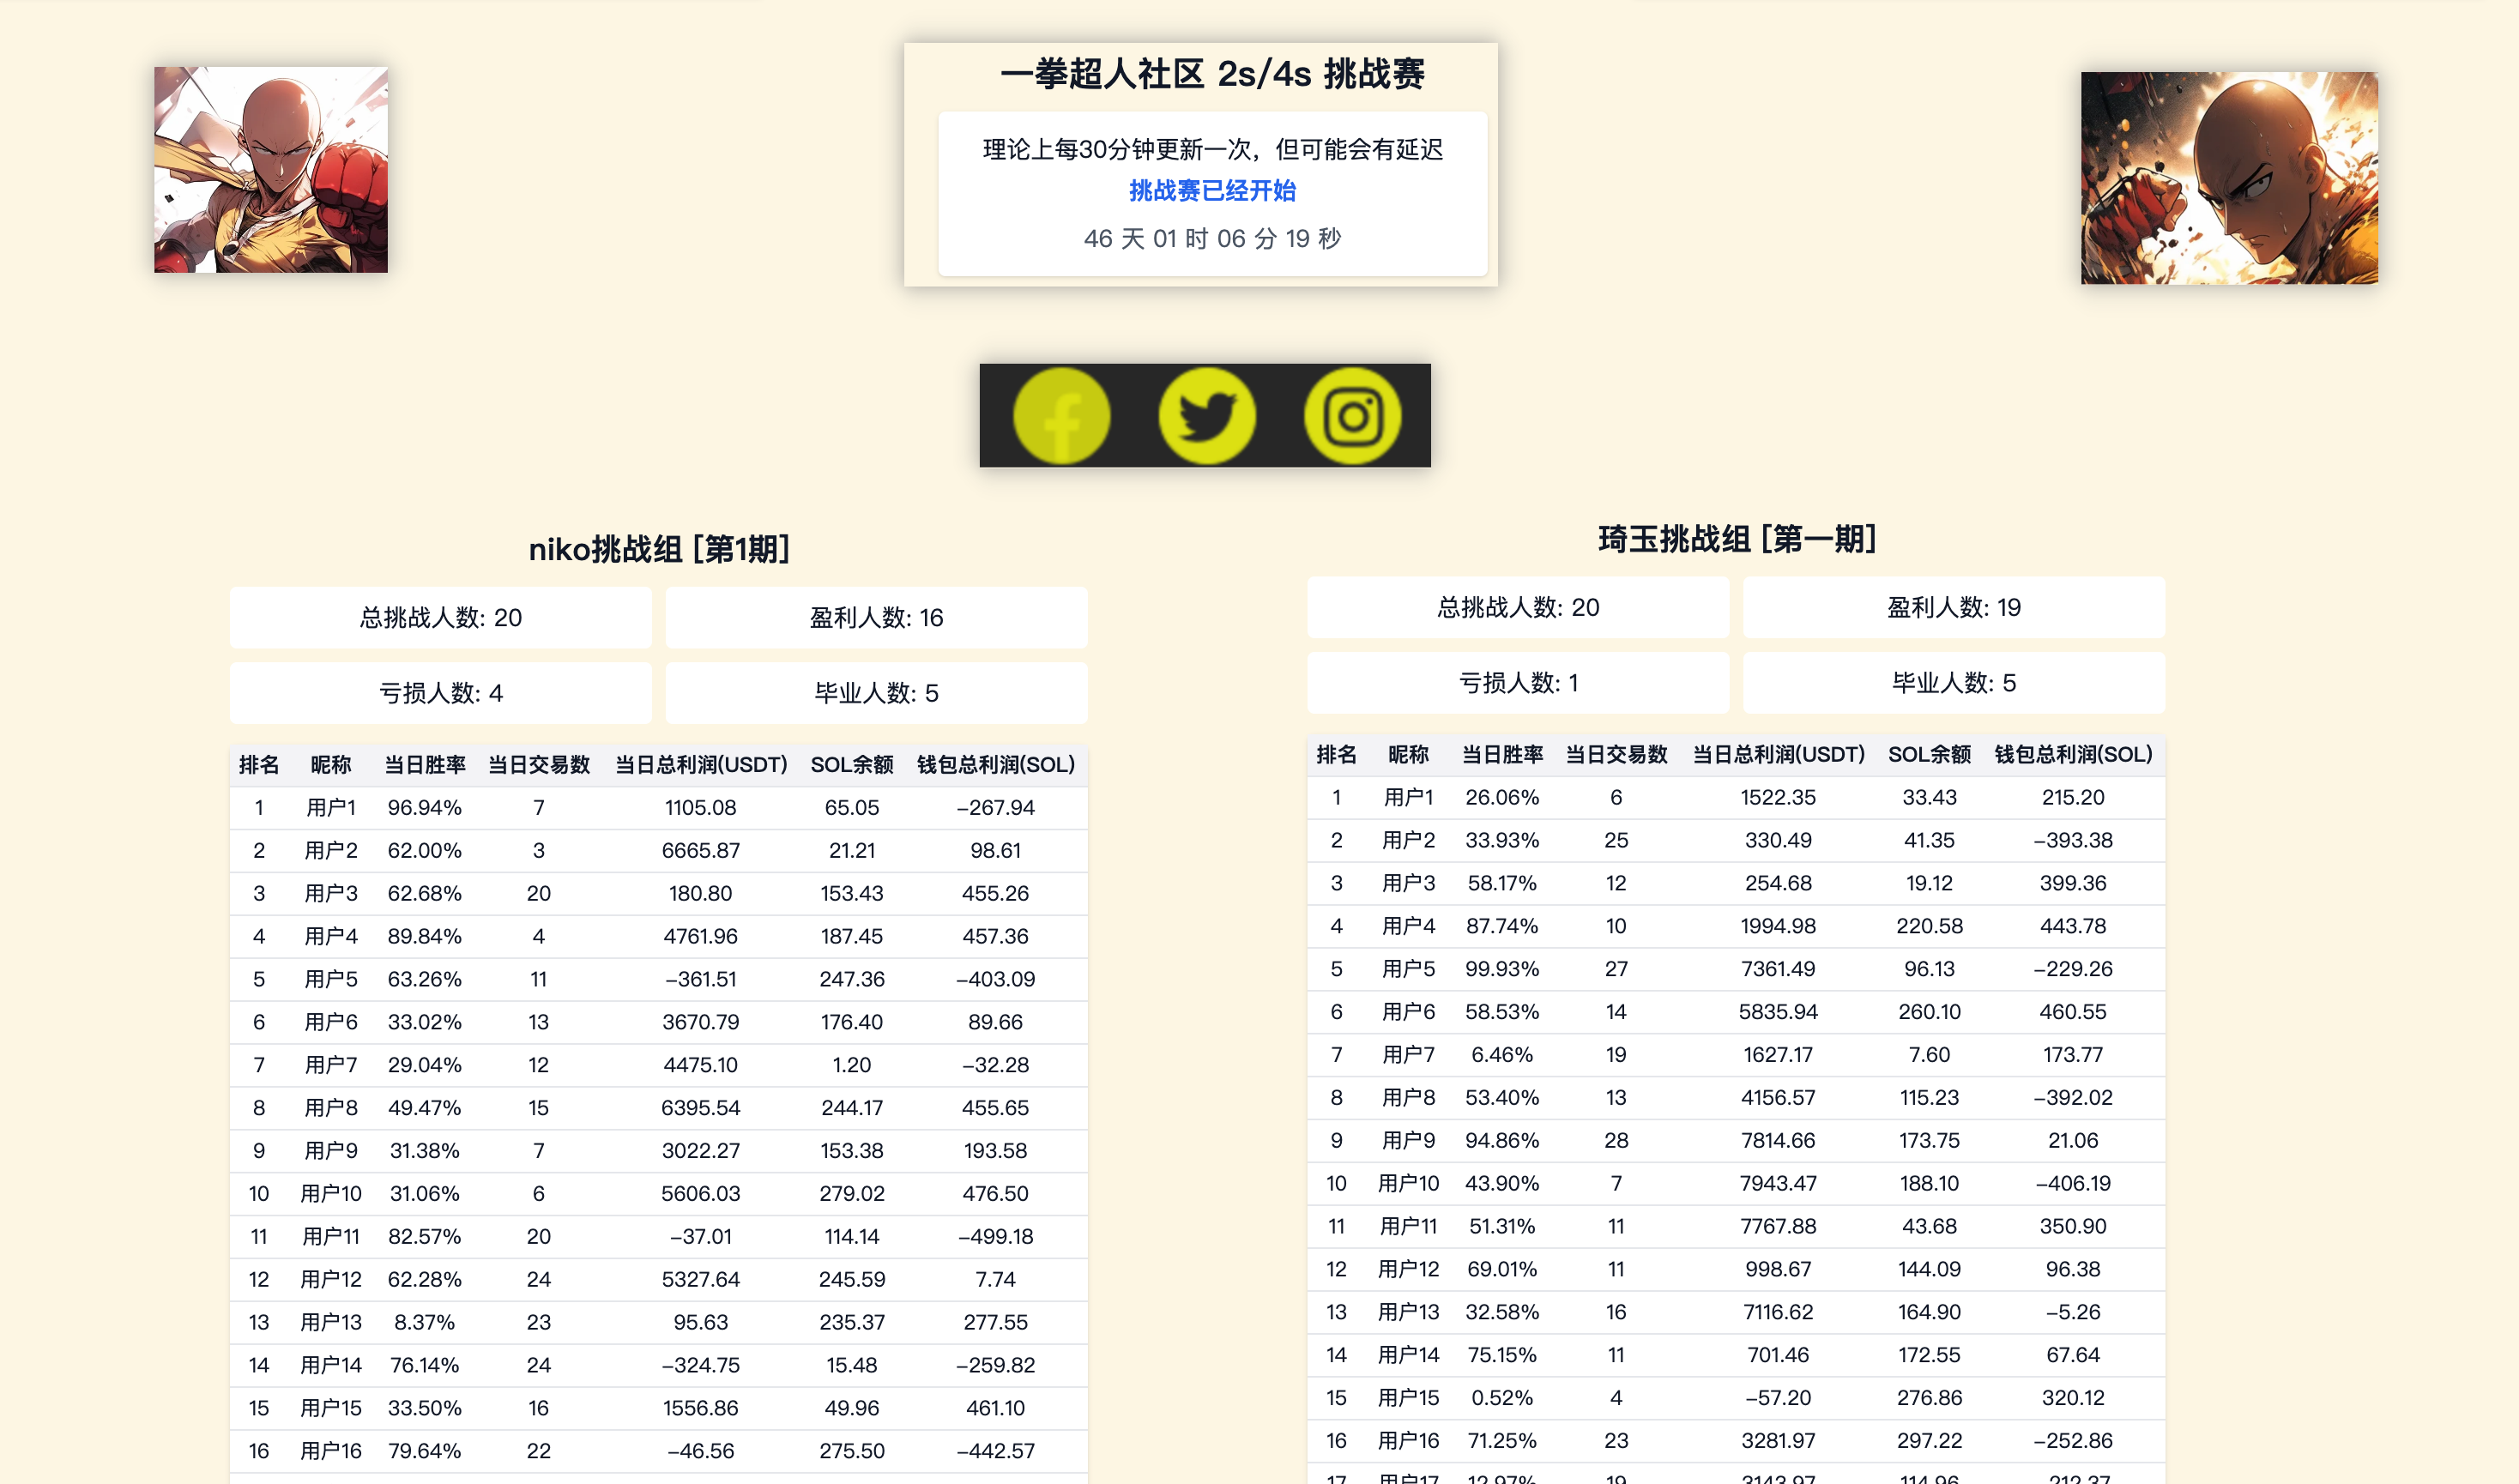 一拳超人社区 2s/4s 挑战赛
理论上每30分钟更新一次，但可能会有延迟
挑战赛已经开始
46 天 01 时 06 分 19 秒
niko挑战组 [第1期]
总挑战人数: 20
盈利人数: 16
亏损人数: 4
毕业人数: 5
排名 昵称 当日胜率 当日交易数 当日总利润(USDT) SOL余额 钱包总利润(SOL)
1 用户1 96.94% 7 1105.08 65.05 -267.94
2 用户2 62.00% 3 6665.87 21.21 98.61
3 用户3 62.68% 20 180.80 153.43 455.26
4 用户4 89.84% 4 4761.96 187.45 457.36
5 用户5 63.26% 11 -361.51 247.36 -403.09
6 用户6 33.02% 13 3670.79 176.40 89.66
7 用户7 29.04% 12 4475.10 1.20 -32.28
8 用户8 49.47% 15 6395.54 244.17 455.65
9 用户9 31.38% 7 3022.27 153.38 193.58
10 用户10 31.06% 6 5606.03 279.02 476.50
11 用户11 82.57% 20 -37.01 114.14 -499.18
12 用户12 62.28% 24 5327.64 245.59 7.74
13 用户13 8.37% 23 95.63 235.37 277.55
14 用户14 76.14% 24 -324.75 15.48 -259.82
15 用户15 33.50% 16 1556.86 49.96 461.10
16 用户16 79.64% 22 -46.56 275.50 -442.57
琦玉挑战组 [第一期]
总挑战人数: 20
盈利人数: 19
亏损人数: 1
毕业人数: 5
排名 昵称 当日胜率 当日交易数 当日总利润(USDT) SOL余额 钱包总利润(SOL)
1 用户1 26.06% 6 1522.35 33.43 215.20
2 用户2 33.93% 25 330.49 41.35 -393.38
3 用户3 58.17% 12 254.68 19.12 399.36
4 用户4 87.74% 10 1994.98 220.58 443.78
5 用户5 99.93% 27 7361.49 96.13 -229.26
6 用户6 58.53% 14 5835.94 260.10 460.55
7 用户7 6.46% 19 1627.17 7.60 173.77
8 用户8 53.40% 13 4156.57 115.23 -392.02
9 用户9 94.86% 28 7814.66 173.75 21.06
10 用户10 43.90% 7 7943.47 188.10 -406.19
11 用户11 51.31% 11 7767.88 43.68 350.90
12 用户12 69.01% 11 998.67 144.09 96.38
13 用户13 32.58% 16 7116.62 164.90 -5.26
14 用户14 75.15% 11 701.46 172.55 67.64
15 用户15 0.52% 4 -57.20 276.86 320.12
16 用户16 71.25% 23 3281.97 297.22 -252.86
17 用户17